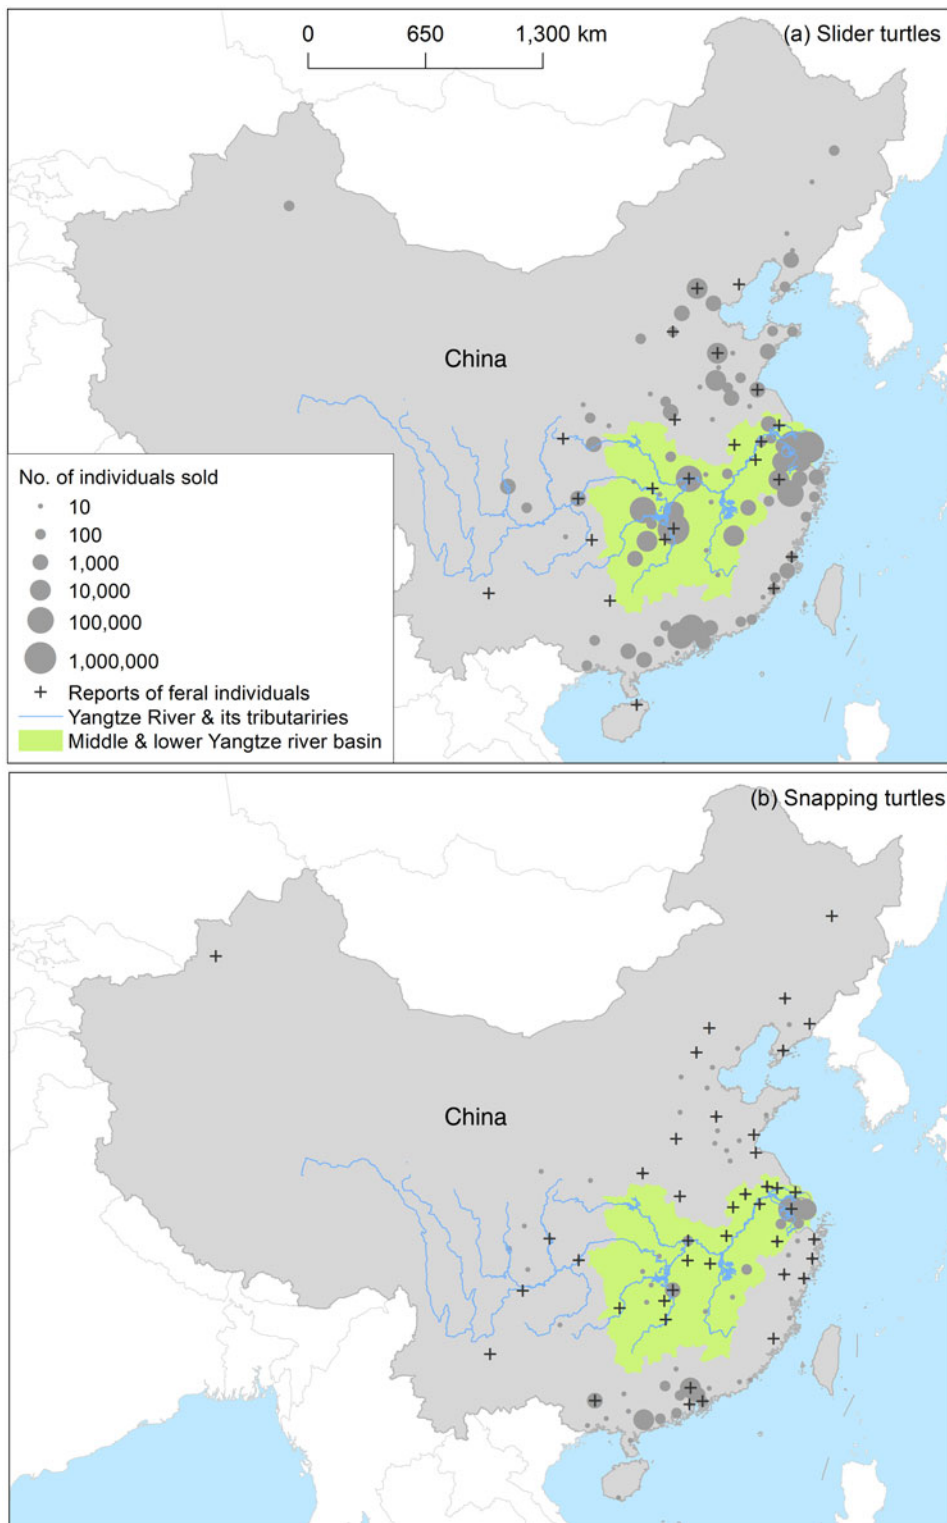 0 650 1,300 km
(a) Slider turtles
China
No. of individuals sold
10
100
1,000
10,000
100,000
1,000,000
Reports of feral individuals
Yangtze River & its tributariries
Middle & lower Yangtze river basin
(b) Snapping turtles
China